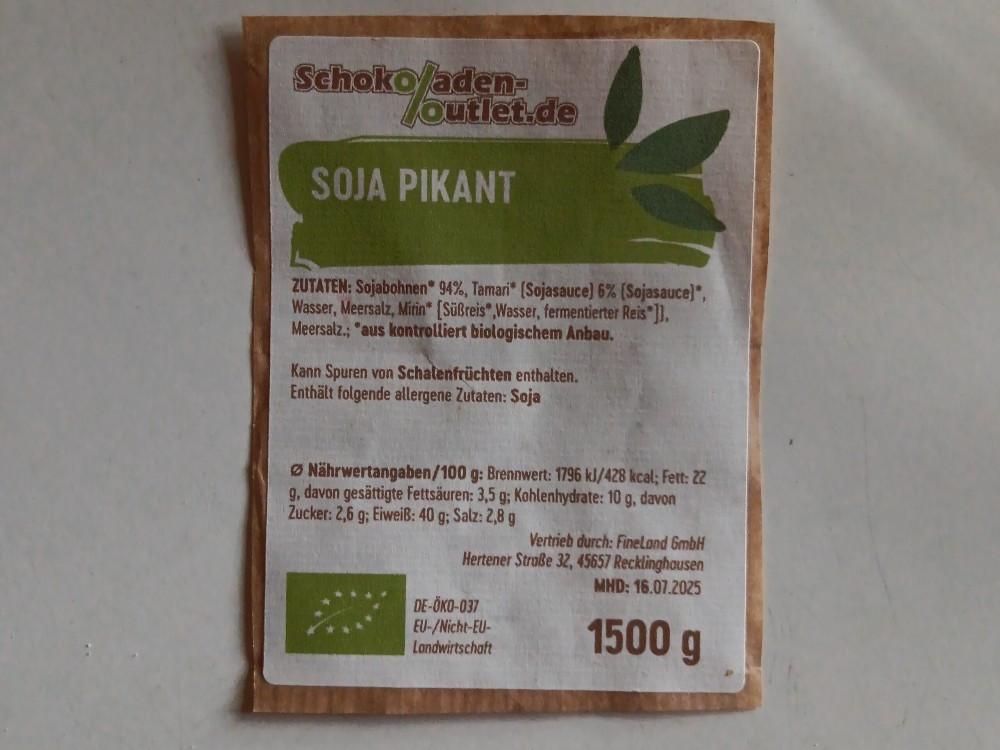 Schoko%laden-
outlet.de
SOJA PIKANT
ZUTATEN: Sojabohnen* 94%, Tamari* (Sojasauce) 6% (Sojasauce)*,
Wasser, Meersalz, Mirin* [Süßreis*,Wasser, fermentierter Reis*]),
Meersalz.; *aus kontrolliert biologischem Anbau.
Kann Spuren von Schalenfrüchten enthalten.
Enthält folgende allergene Zutaten: Soja
Ø Nährwertangaben/100 g: Brennwert: 1796 kJ/428 kcal; Fett: 22
g, davon gesättigte Fettsäuren: 3,5 g; Kohlenhydrate: 10 g, davon
Zucker: 2,6 g; Eiweiß: 40 g; Salz: 2,8 g
Vertrieb durch: FineLand GmbH
Hertener Straße 32, 45657 Recklinghausen
MHD: 16.07.2025
DE-ÖKO-037
EU-/Nicht-EU-
Landwirtschaft
1500 g